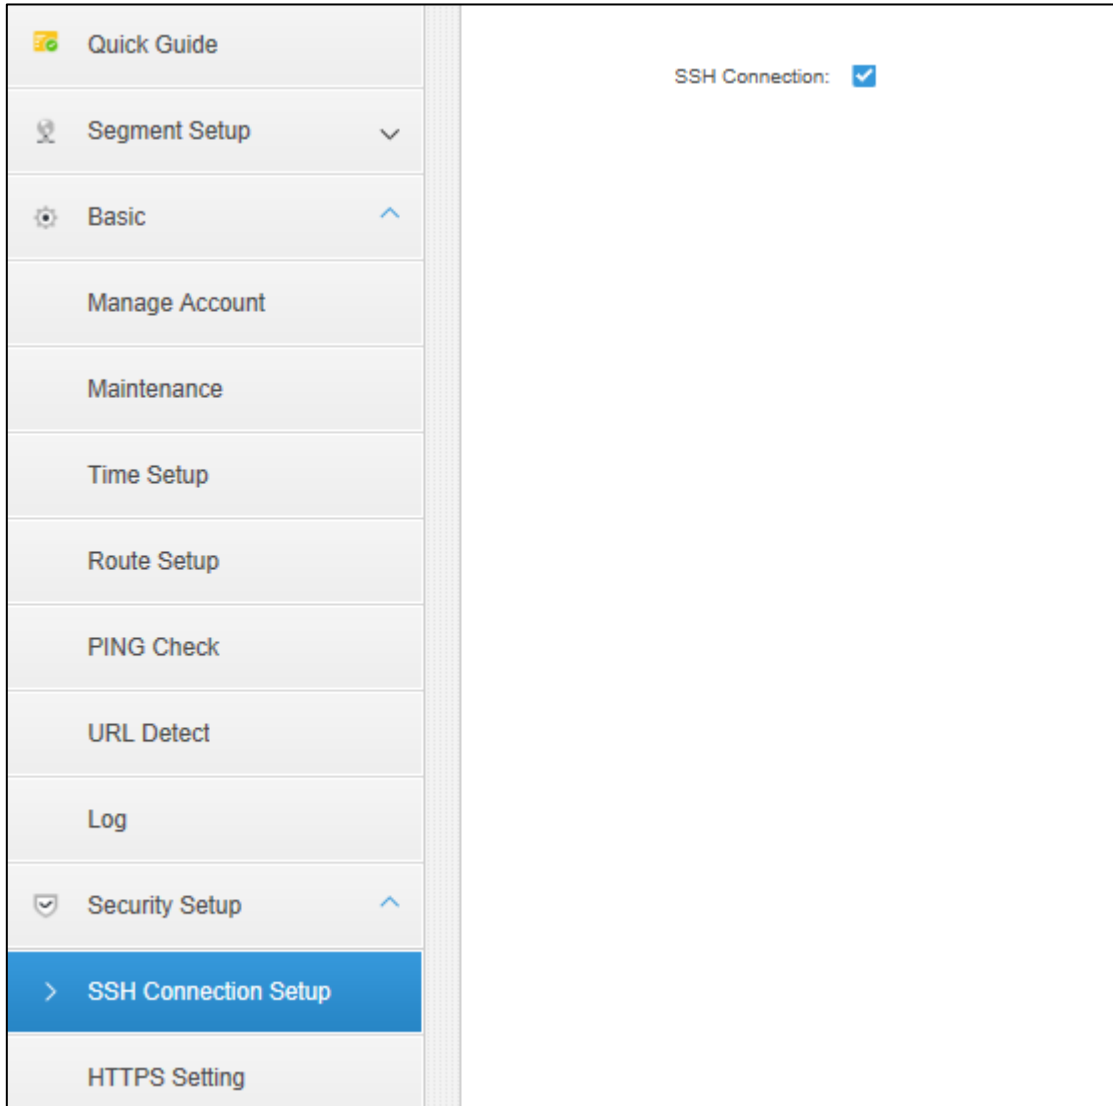 Quick Guide
SSH Connection:
Segment Setup
Basic
Manage Account
Maintenance
Time Setup
Route Setup
PING Check
URL Detect
Log
Security Setup
SSH Connection Setup
HTTPS Setting